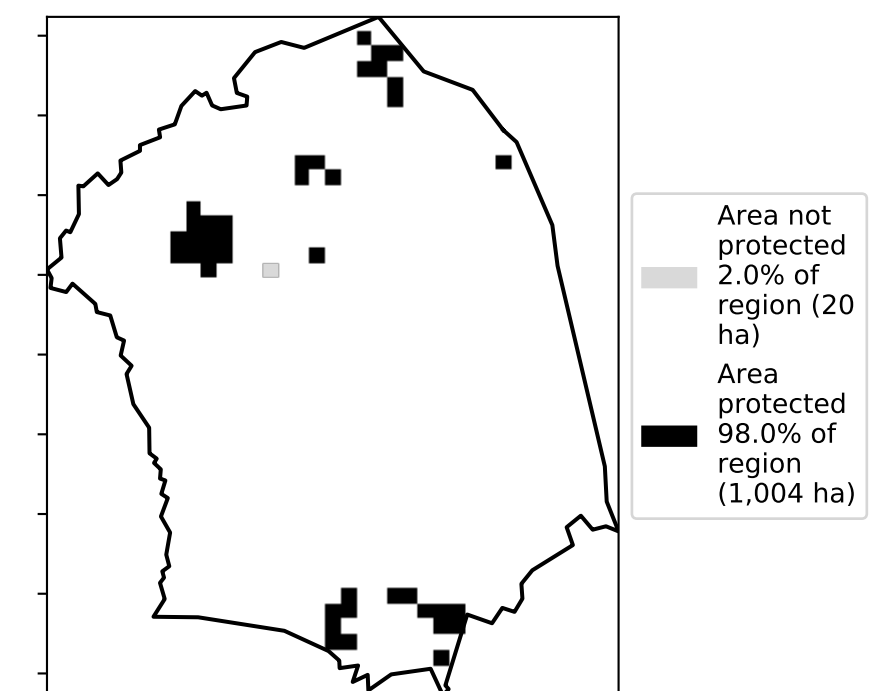 Area not
protected
2.0% of
region (20
ha)
Area
protected
98.0% of
region
(1,004 ha)